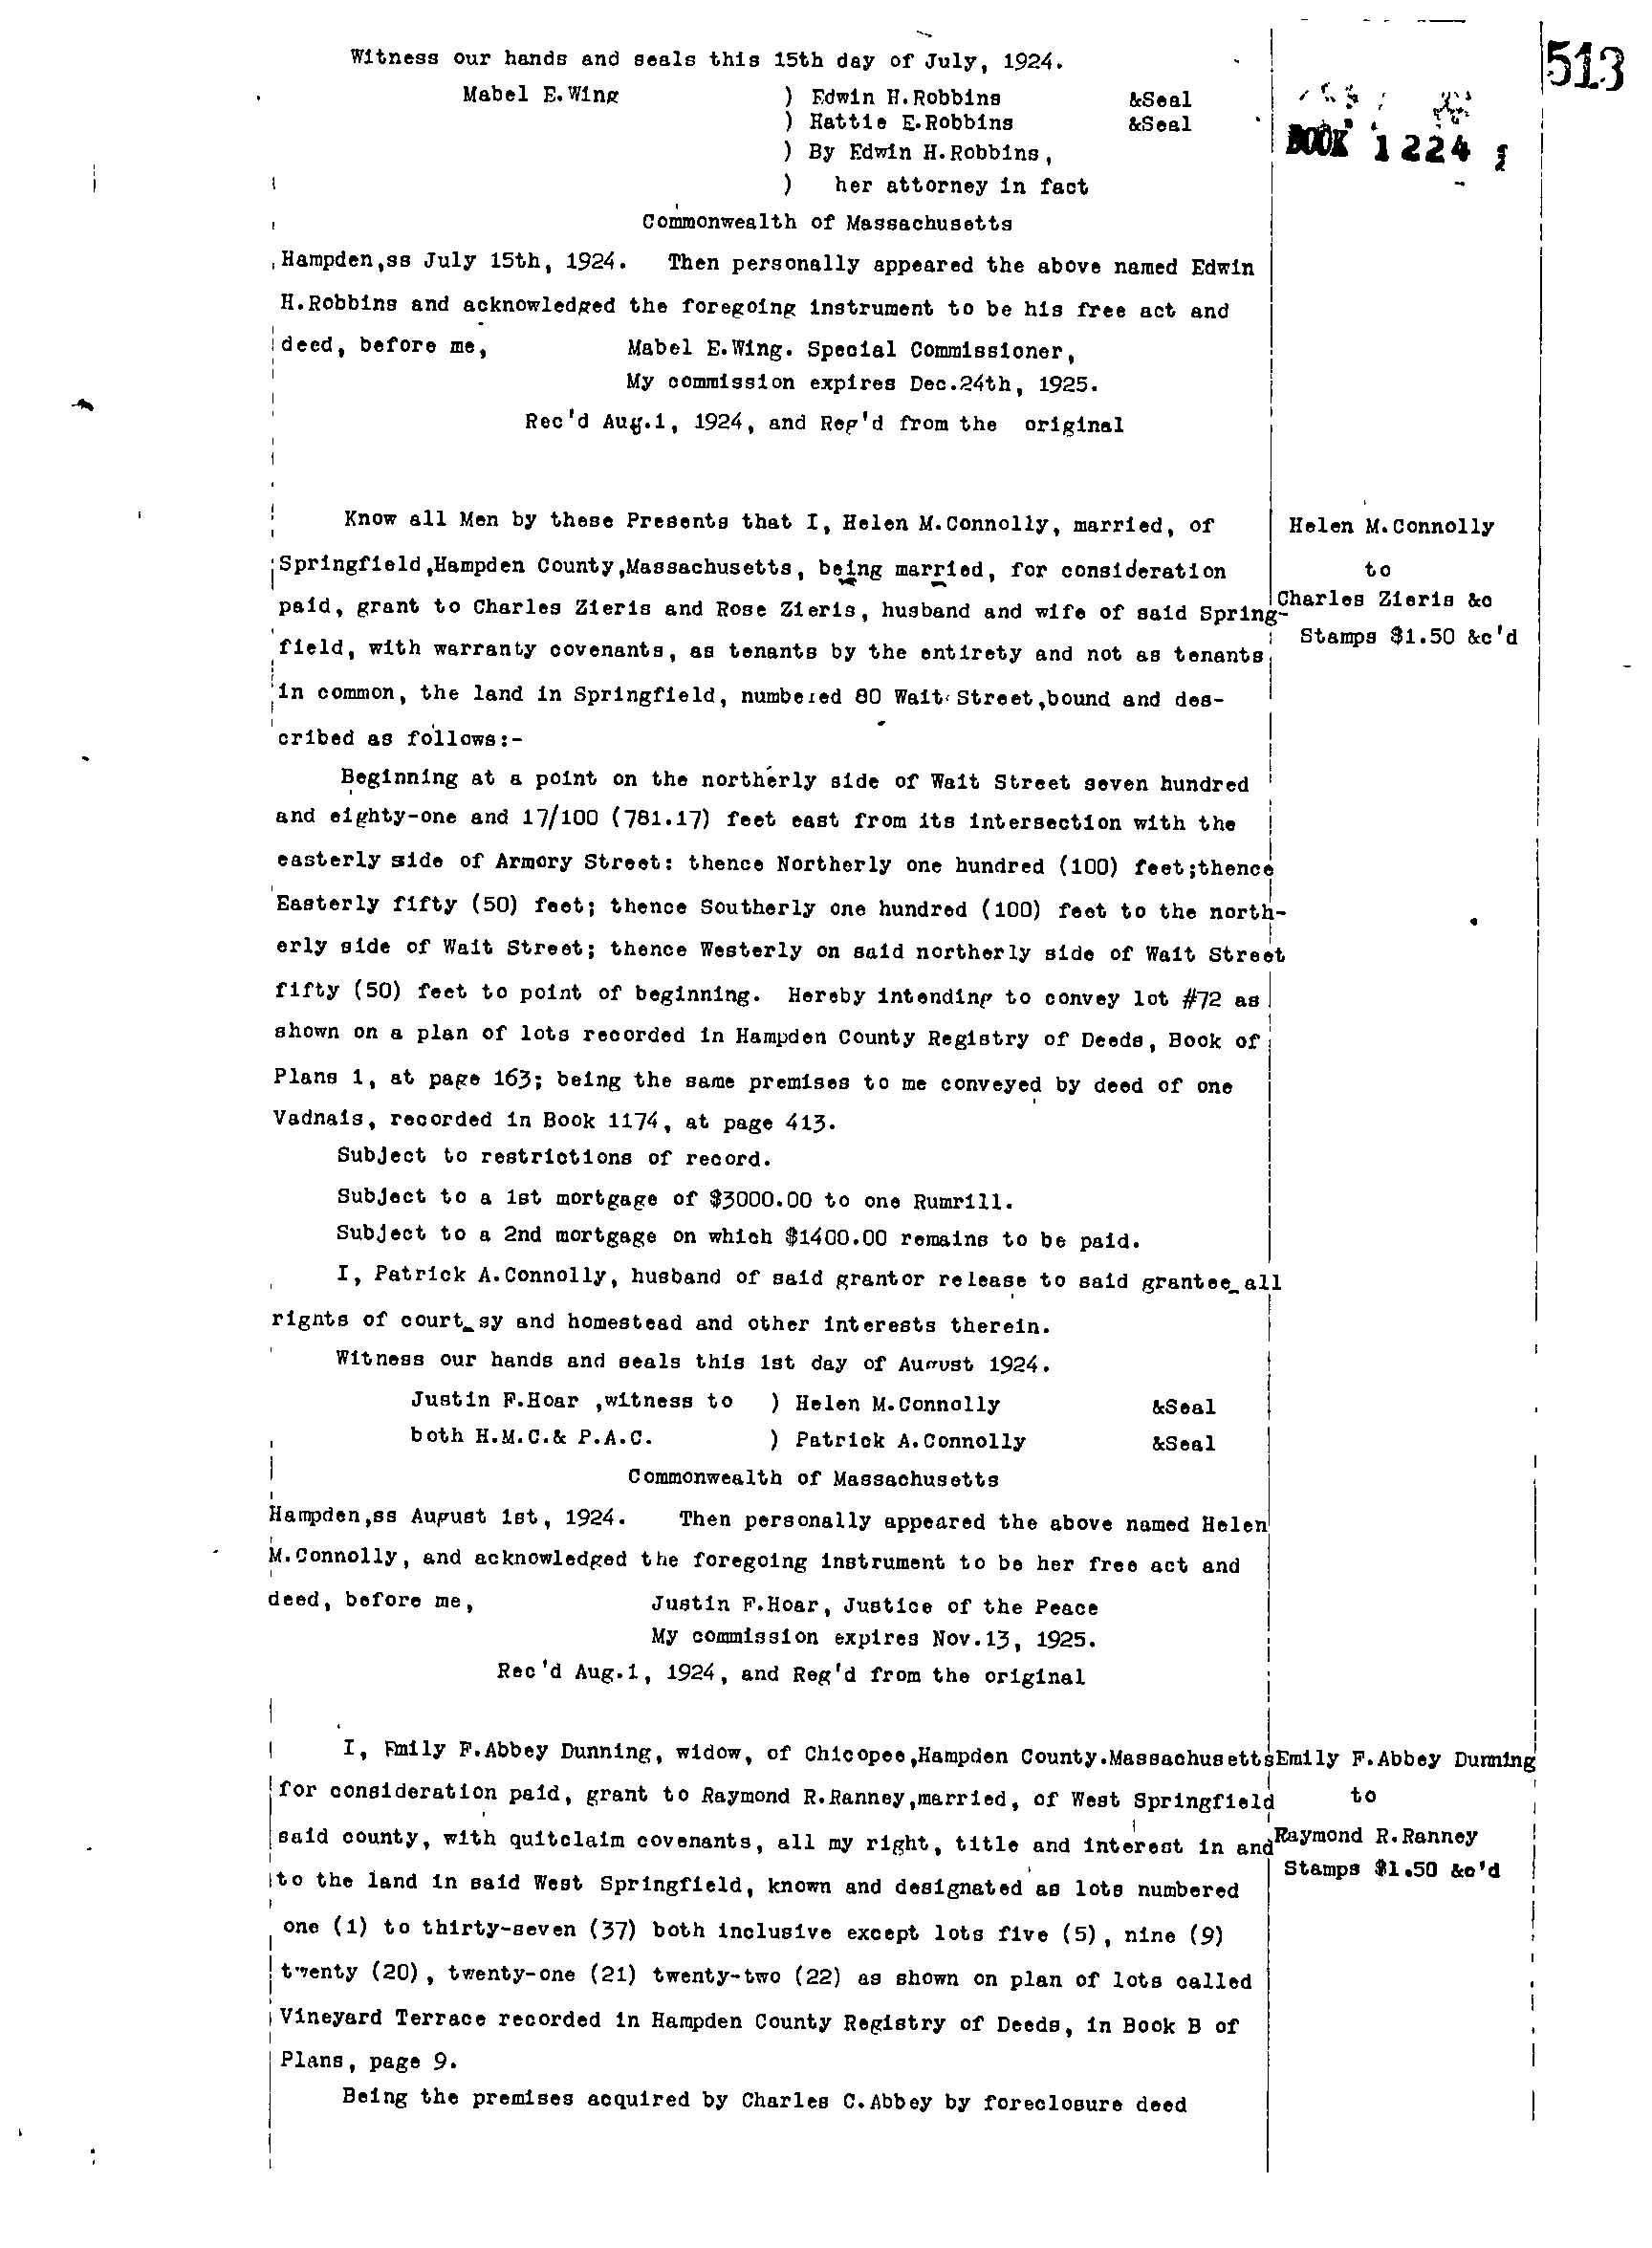 513
BOOK 1224
Witness our hands and seals this 15th day of July, 1924.
Mabel E.Wing ) Edwin H.Robbins &Seal
) Hattie E.Robbins &Seal
) By Edwin H.Robbins,
) her attorney in fact
Commonwealth of Massachusetts
Hampden,ss July 15th, 1924. Then personally appeared the above named Edwin
H.Robbins and acknowledged the foregoing instrument to be his free act and
deed, before me, Mabel E.Wing. Special Commissioner,
My commission expires Dec.24th, 1925.
Rec'd Aug.1, 1924, and Reg'd from the original
Know all Men by these Presents that I, Helen M.Connolly, married, of
Springfield,Hampden County,Massachusetts, being married, for consideration
paid, grant to Charles Zieris and Rose Zieris, husband and wife of said Spring-
field, with warranty covenants, as tenants by the entirety and not as tenants
in common, the land in Springfield, numbered 80 Wait Street,bound and des-
cribed as follows:-
Helen M.Connolly
to
Charles Zieris &c
Stamps $1.50 &c'd
Beginning at a point on the northerly side of Wait Street seven hundred
and eighty-one and 17/100 (781.17) feet east from its intersection with the
easterly side of Armory Street: thence Northerly one hundred (100) feet;thence
Easterly fifty (50) feet; thence Southerly one hundred (100) feet to the north-
erly side of Wait Street; thence Westerly on said northerly side of Wait Street
fifty (50) feet to point of beginning. Hereby intending to convey lot #72 as
shown on a plan of lots recorded in Hampden County Registry of Deeds, Book of
Plans 1, at page 163; being the same premises to me conveyed by deed of one
Vadnais, recorded in Book 1174, at page 413.
Subject to restrictions of record.
Subject to a 1st mortgage of $3000.00 to one Rumrill.
Subject to a 2nd mortgage on which $1400.00 remains to be paid.
I, Patrick A.Connolly, husband of said grantor release to said grantee_all
rignts of court_sy and homestead and other interests therein.
Witness our hands and seals this 1st day of August 1924.
Justin F.Hoar ,witness to ) Helen M.Connolly &Seal
both H.M.C.& P.A.C. ) Patrick A.Connolly &Seal
Commonwealth of Massachusetts
Hampden,ss August 1st, 1924. Then personally appeared the above named Helen
M.Connolly, and acknowledged the foregoing instrument to be her free act and
deed, before me, Justin F.Hoar, Justice of the Peace
My commission expires Nov.13, 1925.
Rec'd Aug.1, 1924, and Reg'd from the original
I, Emily F.Abbey Dunning, widow, of Chicopee,Hampden County.Massachusetts
for consideration paid, grant to Raymond R.Ranney,married, of West Springfield
said county, with quitclaim covenants, all my right, title and interest in and
to the land in said West Springfield, known and designated as lots numbered
one (1) to thirty-seven (37) both inclusive except lots five (5), nine (9)
twenty (20), twenty-one (21) twenty-two (22) as shown on plan of lots called
Vineyard Terrace recorded in Hampden County Registry of Deeds, in Book B of
Plans, page 9.
Emily F.Abbey Dunning
to
Raymond R.Ranney
Stamps $1.50 &c'd
Being the premises acquired by Charles C.Abbey by foreclosure deed